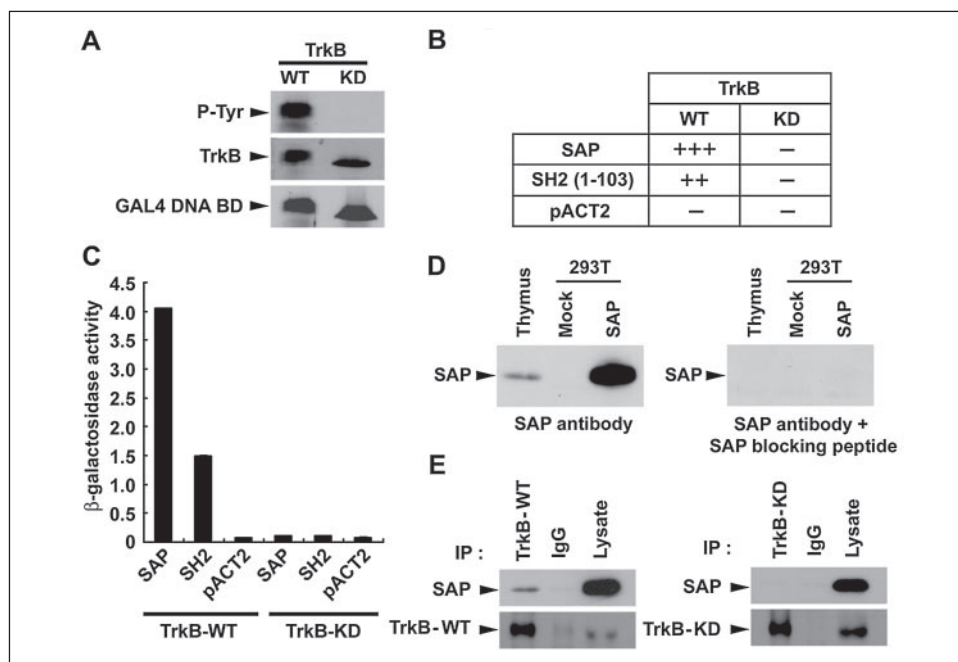 A
TrkB
WT KD
P-Tyr
TrkB
GAL4 DNA BD
B
TrkB
WT KD
SAP +++ –
SH2 (1-103) ++ –
pACT2 – –
C
β-galactosidase activity
4.5
4.0
3.5
3.0
2.5
2.0
1.5
1.0
0.5
0
SAP SH2 pACT2 SAP SH2 pACT2
TrkB-WT TrkB-KD
D
293T
Thymus Mock SAP
SAP
SAP antibody
293T
Thymus Mock SAP
SAP
SAP antibody +
SAP blocking peptide
E
IP : TrkB-WT IgG Lysate
SAP
TrkB-WT
IP : TrkB-KD IgG Lysate
SAP
TrkB-KD